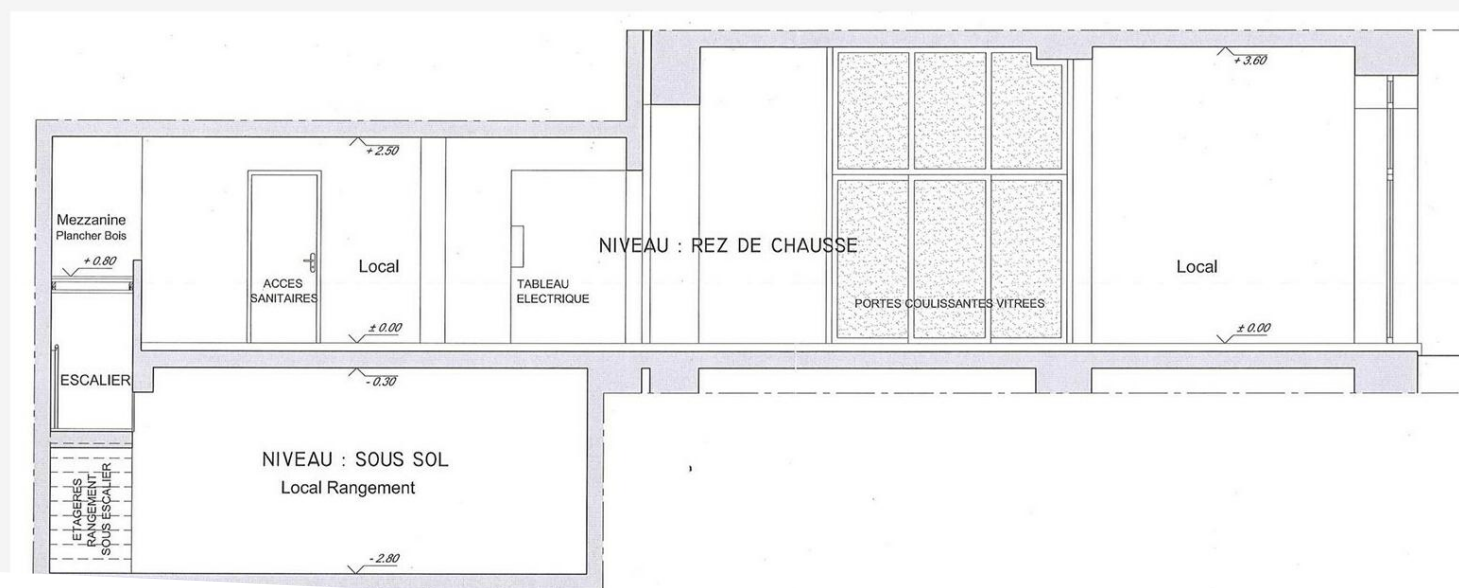 + 3.60
+ 2.50
Mezzanine
Plancher Bois
+ 0.80
NIVEAU : REZ DE CHAUSSE
Local
Local
ACCES
SANITAIRES
TABLEAU
ELECTRIQUE
PORTES COULISSANTES VITREES
± 0.00
± 0.00
ESCALIER
- 0.30
NIVEAU : SOUS SOL
Local Rangement
ETAGERES
RANGEMENT
SOUS ESCALIER
- 2.80